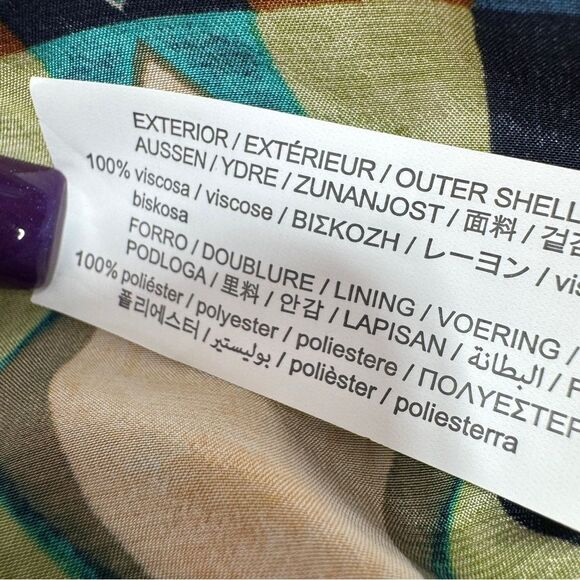 EXTERIOR / EXTÉRIEUR / OUTER SHELL
AUSSEN / YDRE / ZUNANJOST / 面料 / 겉감
100% viscosa / viscose / ΒΙΣΚΟΖΗ / レーヨン / vis
biskosa
FORRO / DOUBLURE / LINING / VOERING /
PODLOGA / 里料 / 안감 / LAPISAN / البطانة / F
100% poliéster / polyester / poliestere / ΠΟΛΥΕΣΤΕΡ
폴리에스터 / بوليستير / polièster / poliesterra